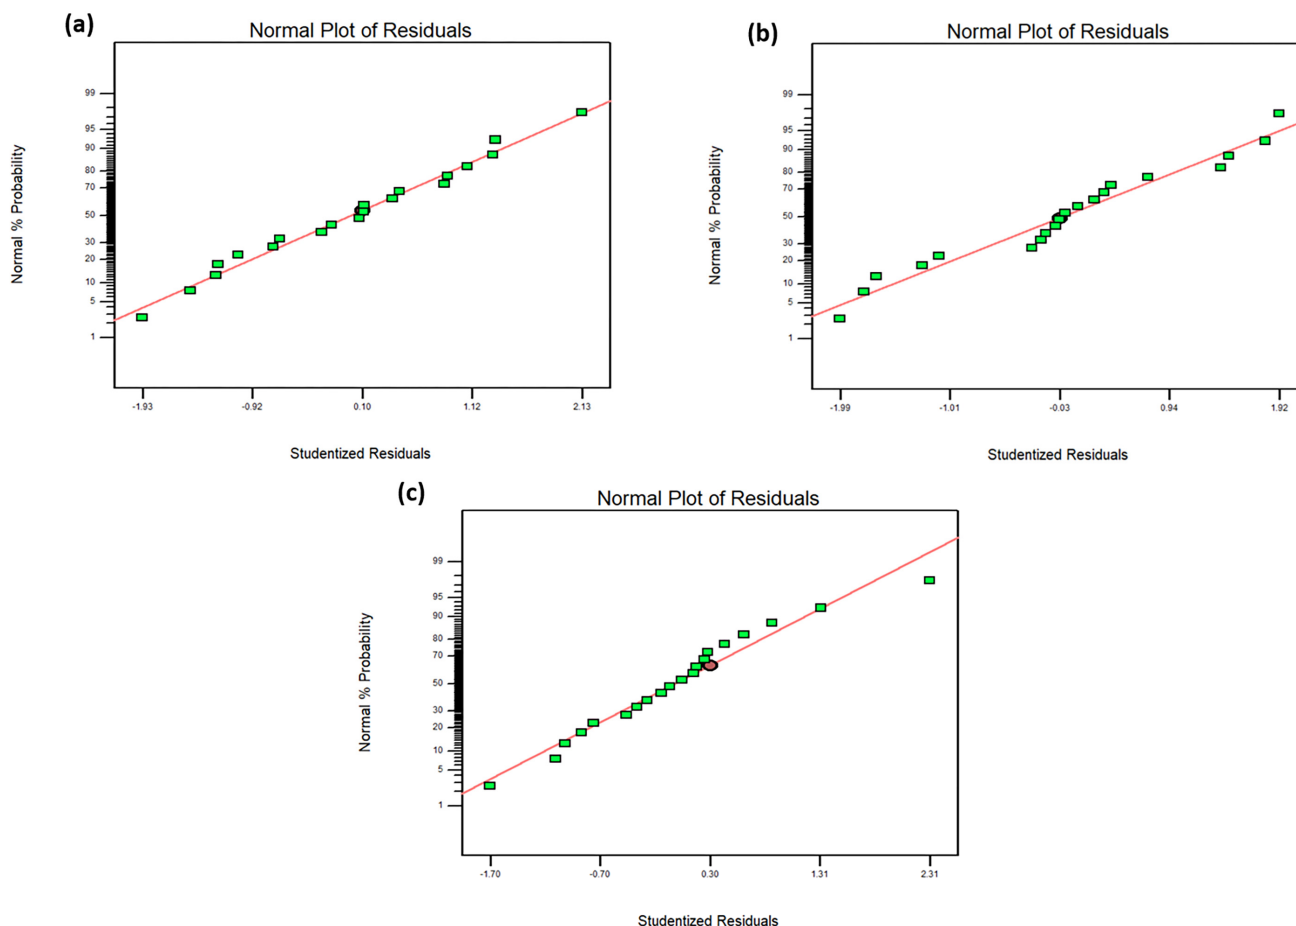 (a)
Normal Plot of Residuals
Normal % Probability
99
95
90
80
70
50
30
20
10
5
1
-1.93 -0.92 0.10 1.12 2.13
Studentized Residuals
(b)
Normal Plot of Residuals
Normal % Probability
99
95
90
80
70
50
30
20
10
5
1
-1.99 -1.01 -0.03 0.94 1.92
Studentized Residuals
(c)
Normal Plot of Residuals
Normal % Probability
99
95
90
80
70
50
30
20
10
5
1
-1.70 -0.70 0.30 1.31 2.31
Studentized Residuals